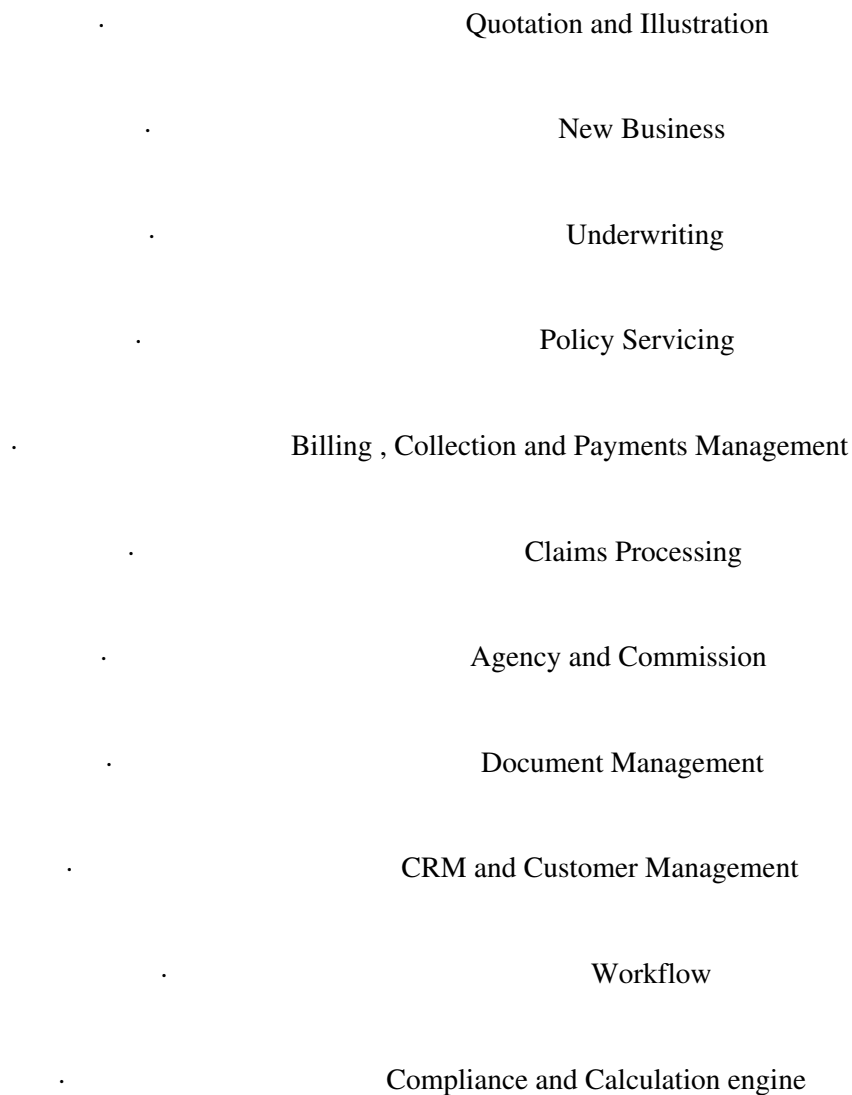 · Quotation and Illustration
· New Business
· Underwriting
· Policy Servicing
· Billing , Collection and Payments Management
· Claims Processing
· Agency and Commission
· Document Management
· CRM and Customer Management
· Workflow
· Compliance and Calculation engine